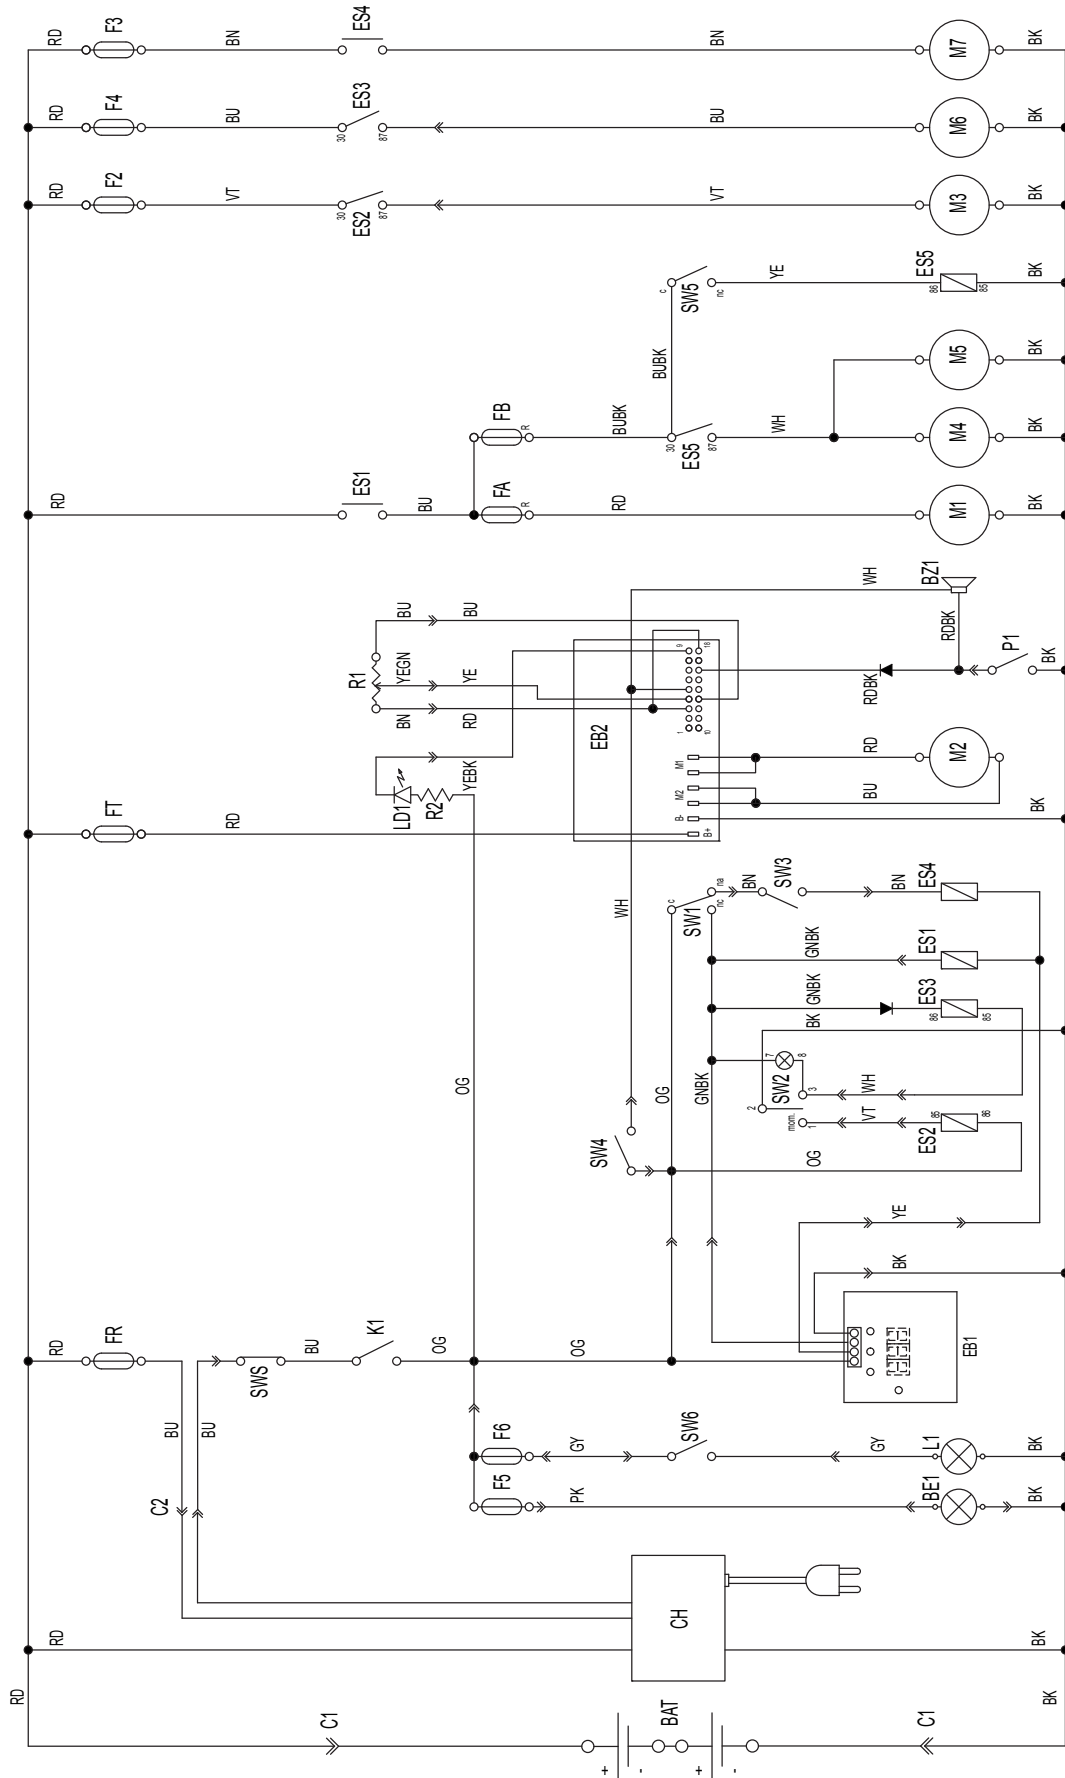 RD
F3
BN
ES4
BN
M7
BK
RD
F4
BU
30
ES3
87
BU
M6
BK
RD
F2
VT
30
ES2
87
VT
M3
BK
c
SW5
nc
YE
86
ES5
85
BK
BUBK
M5
BK
FB
R
BUBK
30
ES5
87
WH
M4
BK
RD
ES1
BU
FA
R
RD
M1
BK
WH
BZ1
RDBK
BU
BU
R1
YEGN
YE
BN
RD
9
18
1
10
EB2
RDBK
P1
BK
LD1
R2
YEBK
M1
M2
B-
B+
RD
M2
BU
BK
FT
RD
WH
c
SW1
na
nc
BN
SW3
BN
ES4
GNBK
ES1
GNBK
86
ES3
85
BK
7
8
SW2
2
3
WH
mom.
1
VT
85
ES2
86
OG
OG
GNBK
SW4
OG
YE
BK
RD
FR
SWS
BU
K1
OG
OG
EB1
BU
BU
C2
F6
GY
SW6
GY
L1
BK
F5
PK
BE1
BK
RD
CH
BK
RD
C1
+
-
BAT
+
-
C1
BK